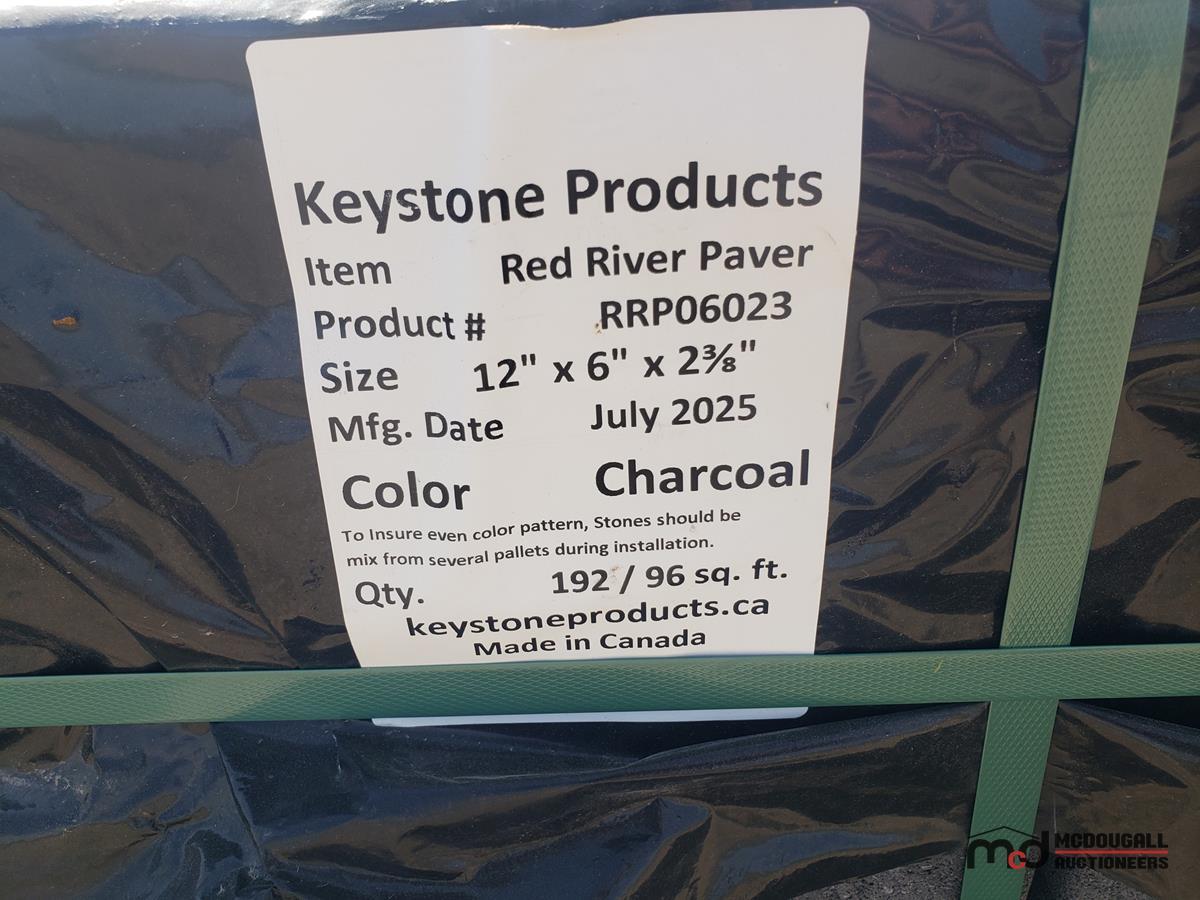 Keystone Products
Item Red River Paver
Product # RRP06023
Size 12" x 6" x 2⅜"
Mfg. Date July 2025
Color Charcoal
To Insure even color pattern, Stones should be
mix from several pallets during installation.
Qty. 192 / 96 sq. ft.
keystoneproducts.ca
Made in Canada
mcd MCDOUGALL
AUCTIONEERS